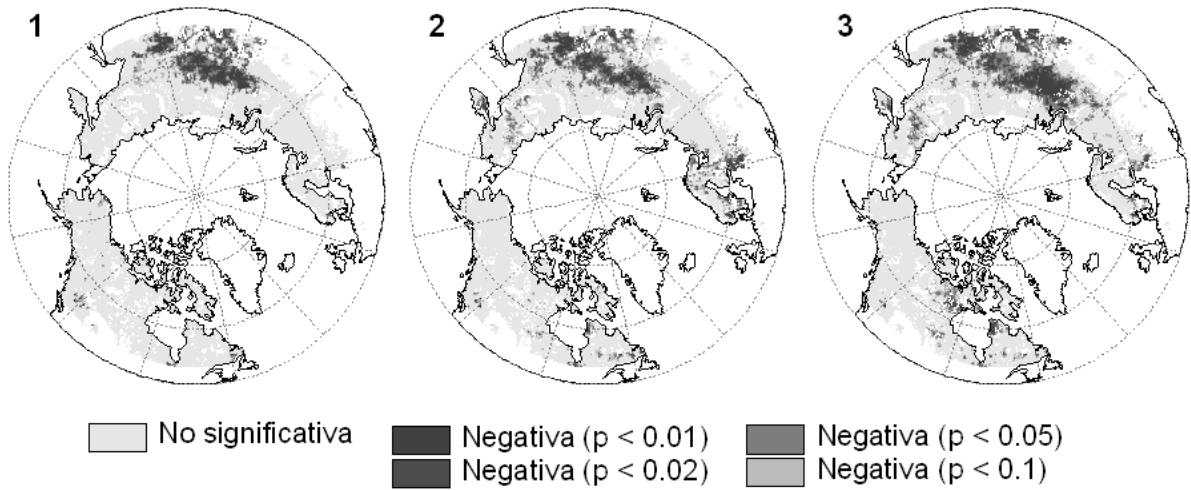 1
2
3
No significativa
Negativa (p < 0.01)
Negativa (p < 0.05)
Negativa (p < 0.02)
Negativa (p < 0.1)